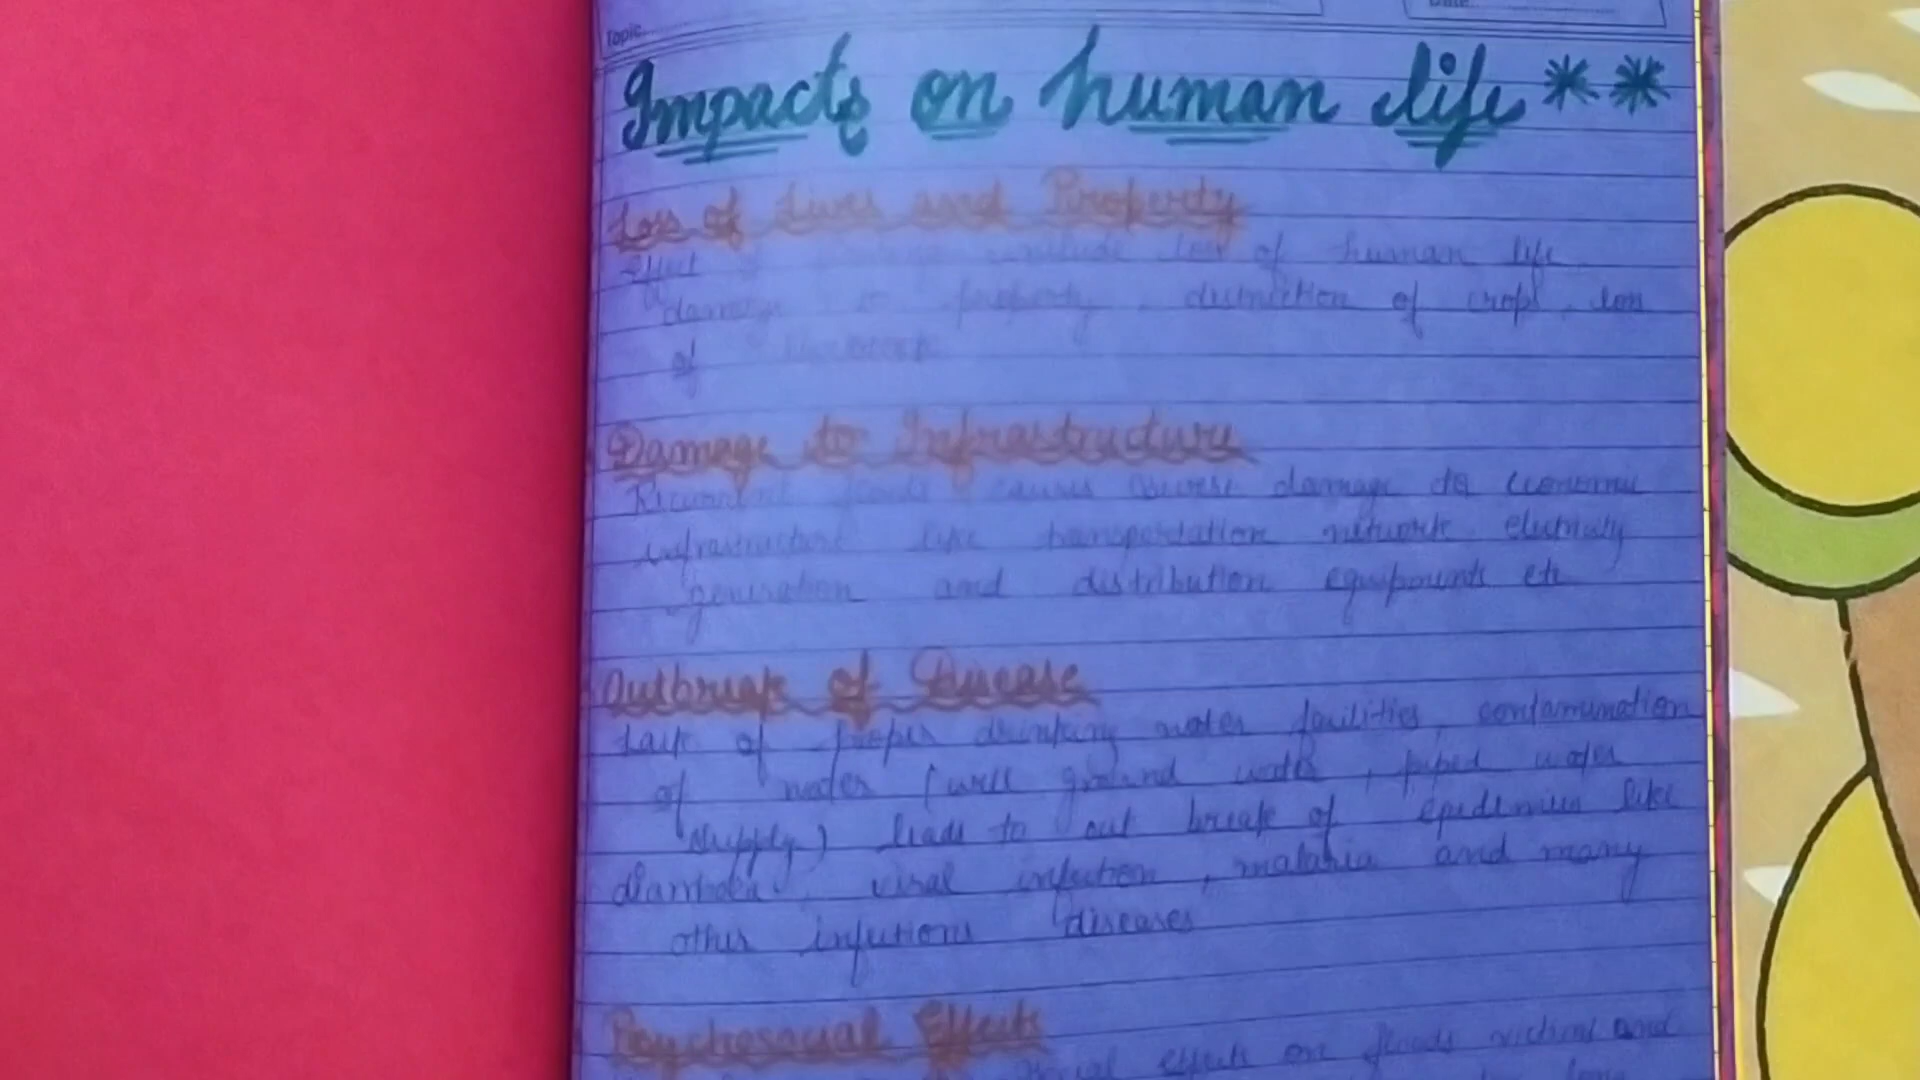 Topic
Date
Impacts on human life **
Loss of Lives and Property
Effect of include loss of human life
damage to property, destruction of crops, loss
of
Damage to Infrastructure
Recurrent floods causes severe damage to economic
infrastructure like transportation network, electricity
generation and distribution equipments etc
Outbreak of Disease
Lack of proper drinking water facilities, contamination
of water (well ground water, piped water
supply) leads to out break of epidemics like
diarrhoea, viral infection, malaria and many
other infections diseases
Psychosocial Effects
Social effects on floods victims and
long